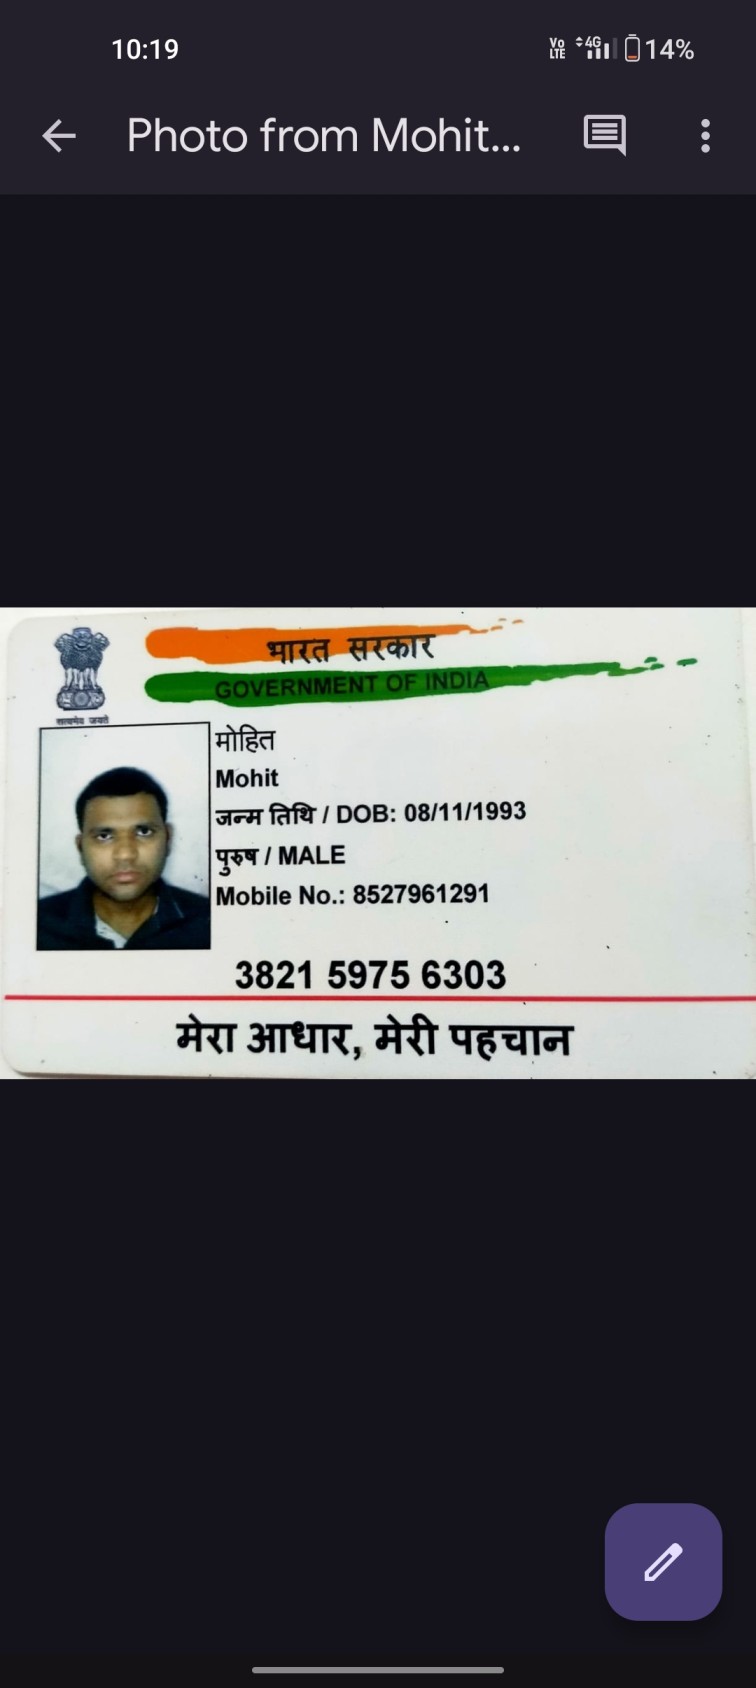 10:19
Vo LTE 4G 14%
Photo from Mohit...
भारत सरकार
GOVERNMENT OF INDIA
सत्यमेव जयते
मोहित
Mohit
जन्म तिथि / DOB: 08/11/1993
पुरुष / MALE
Mobile No.: 8527961291
3821 5975 6303
मेरा आधार, मेरी पहचान